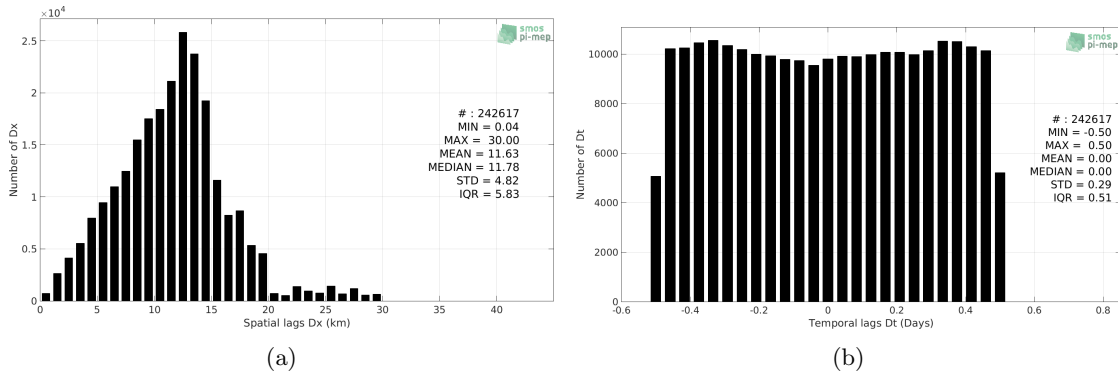 ×10⁴
smos
pi-mep
2.5
2
1.5
1
0.5
0
Number of Dx
# : 242617
MIN = 0.04
MAX = 30.00
MEAN = 11.63
MEDIAN = 11.78
STD = 4.82
IQR = 5.83
0 5 10 15 20 25 30 40
Spatial lags Dx (km)
(a)
smos
pi-mep
10000
8000
6000
4000
2000
0
Number of Dt
# : 242617
MIN = -0.50
MAX = 0.50
MEAN = 0.00
MEDIAN = 0.00
STD = 0.29
IQR = 0.51
-0.6 -0.4 -0.2 0 0.2 0.4 0.6 0.8
Temporal lags Dt (Days)
(b)